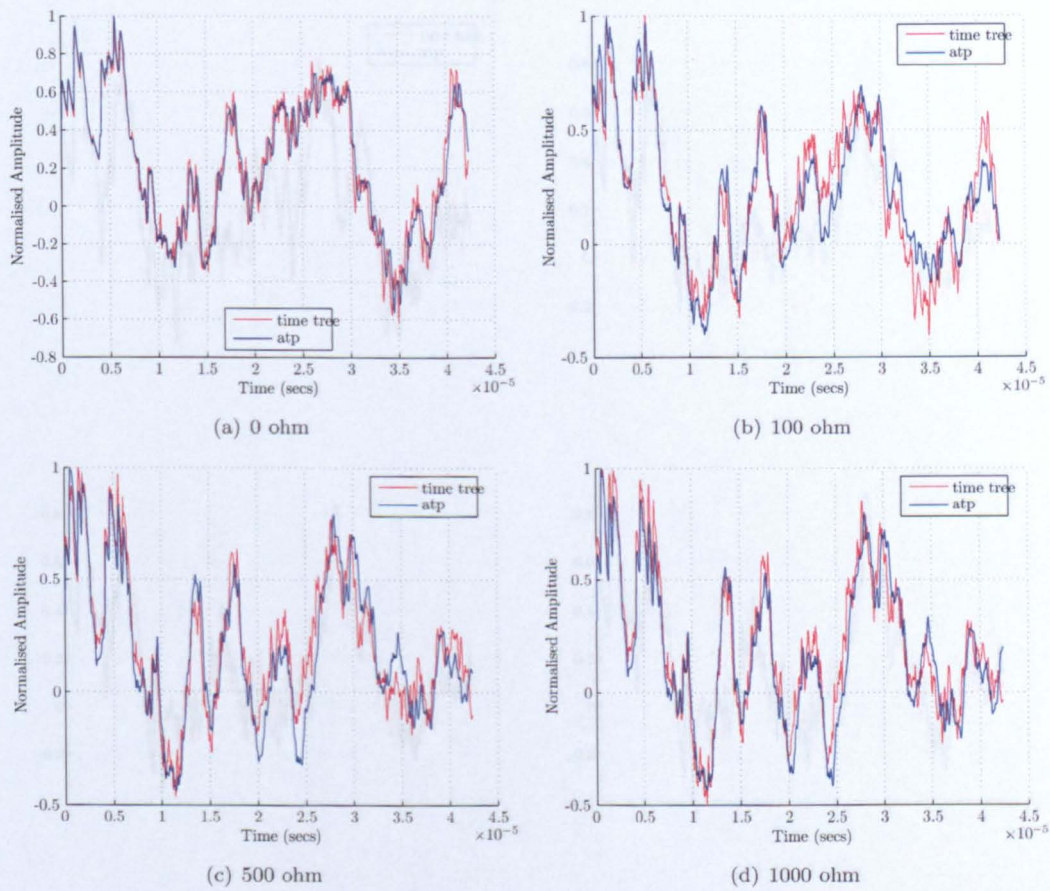 1
0.8
0.6
0.4
0.2
0
-0.2
-0.4
-0.6
-0.8
Normalised Amplitude
time tree
atp
0 0.5 1 1.5 2 2.5 3 3.5 4 4.5
Time (secs)
×10⁻⁵
(a) 0 ohm
1
0.5
0
-0.5
Normalised Amplitude
time tree
atp
0 0.5 1 1.5 2 2.5 3 3.5 4 4.5
Time (secs)
×10⁻⁵
(b) 100 ohm
1
0.5
0
-0.5
Normalised Amplitude
time tree
atp
0 0.5 1 1.5 2 2.5 3 3.5 4 4.5
Time (secs)
×10⁻⁵
(c) 500 ohm
1
0.5
0
-0.5
Normalised Amplitude
time tree
atp
0 0.5 1 1.5 2 2.5 3 3.5 4 4.5
Time (secs)
×10⁻⁵
(d) 1000 ohm